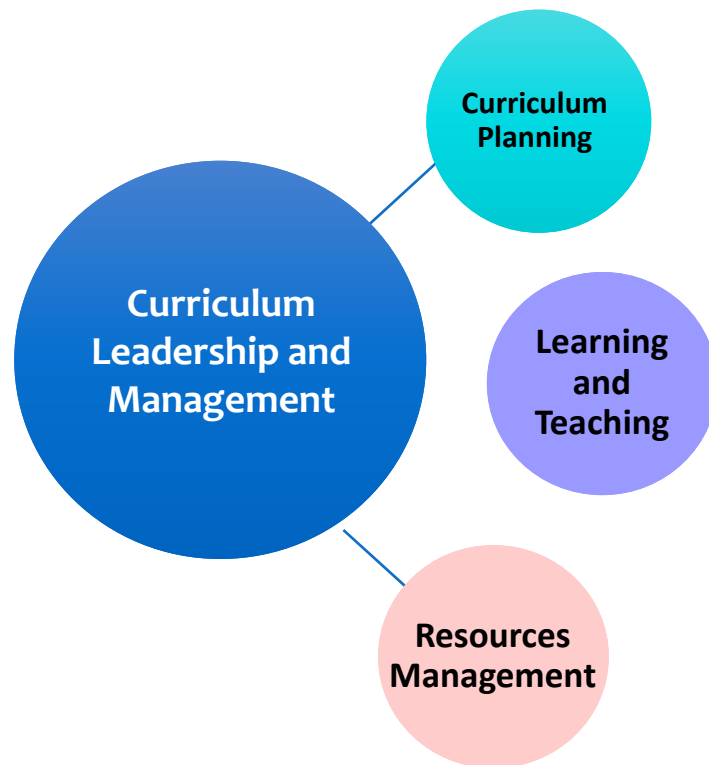 Curriculum
Planning
Curriculum
Leadership and
Management
Learning
and
Teaching
Resources
Management